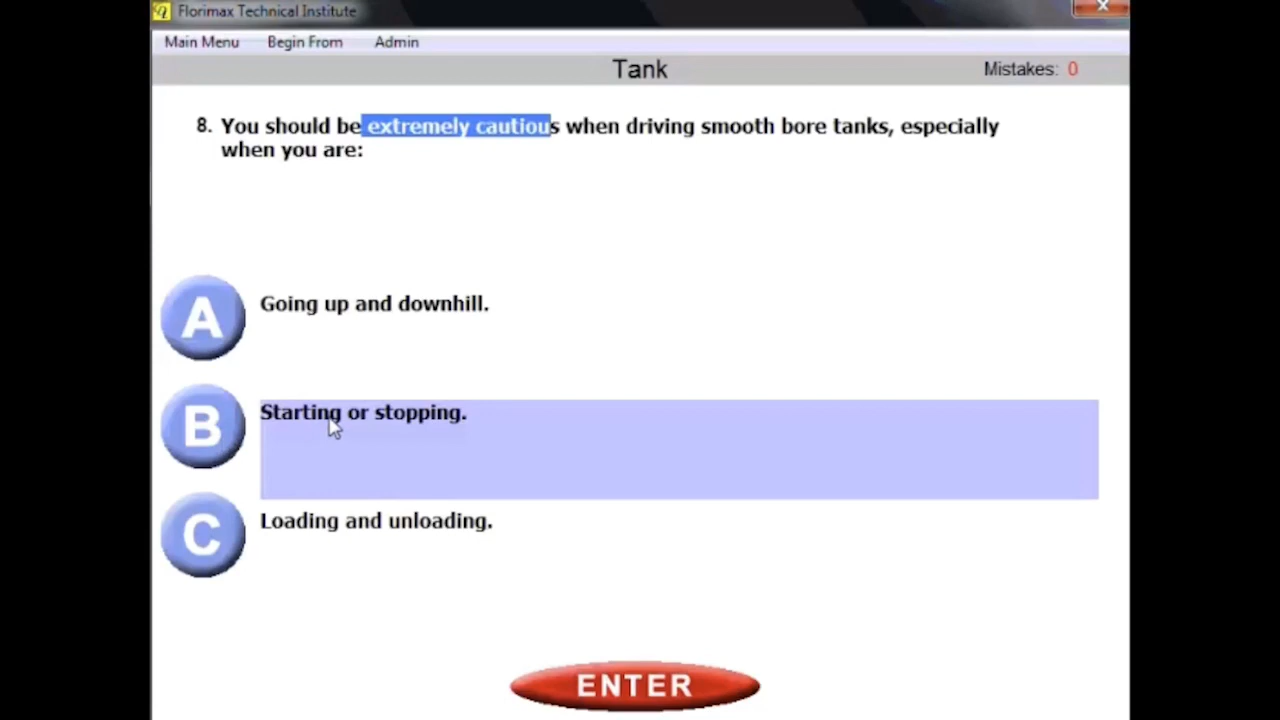 Florimax Technical Institute
Main Menu Begin From Admin
Tank
Mistakes: 0
8. You should be extremely cautious when driving smooth bore tanks, especially
when you are:
A Going up and downhill.
B Starting or stopping.
C Loading and unloading.
ENTER